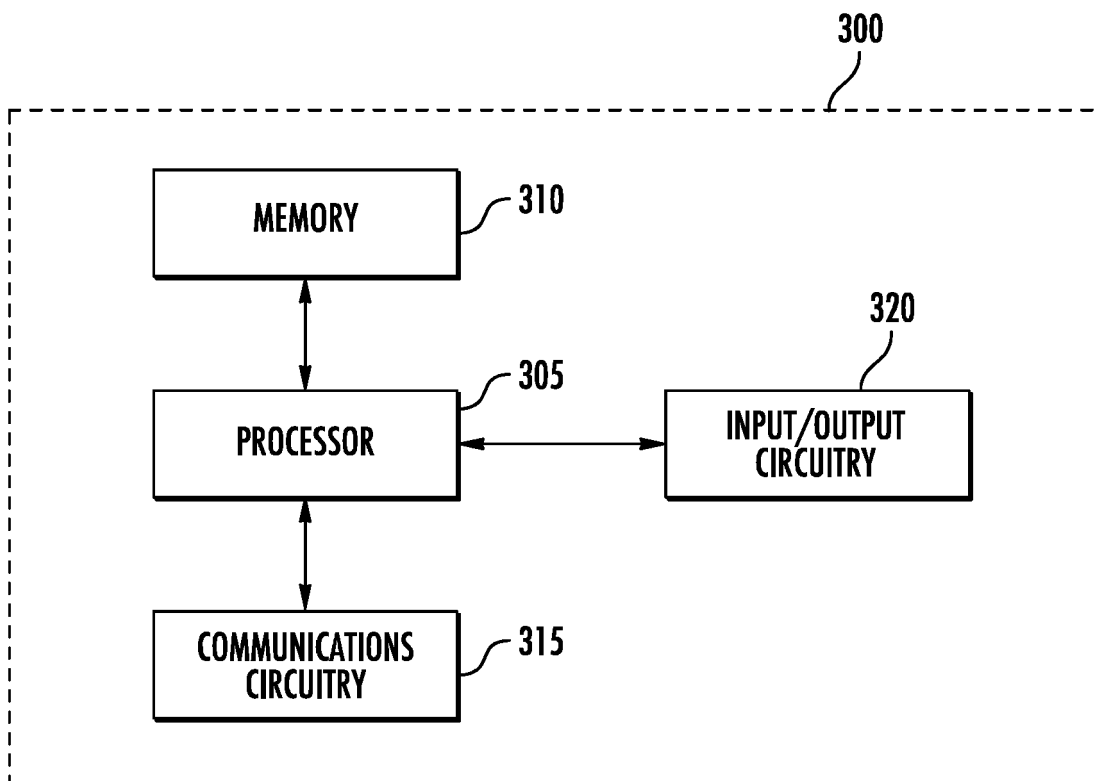 300
MEMORY
310
320
305
PROCESSOR
INPUT/OUTPUT
CIRCUITRY
COMMUNICATIONS
CIRCUITRY
315